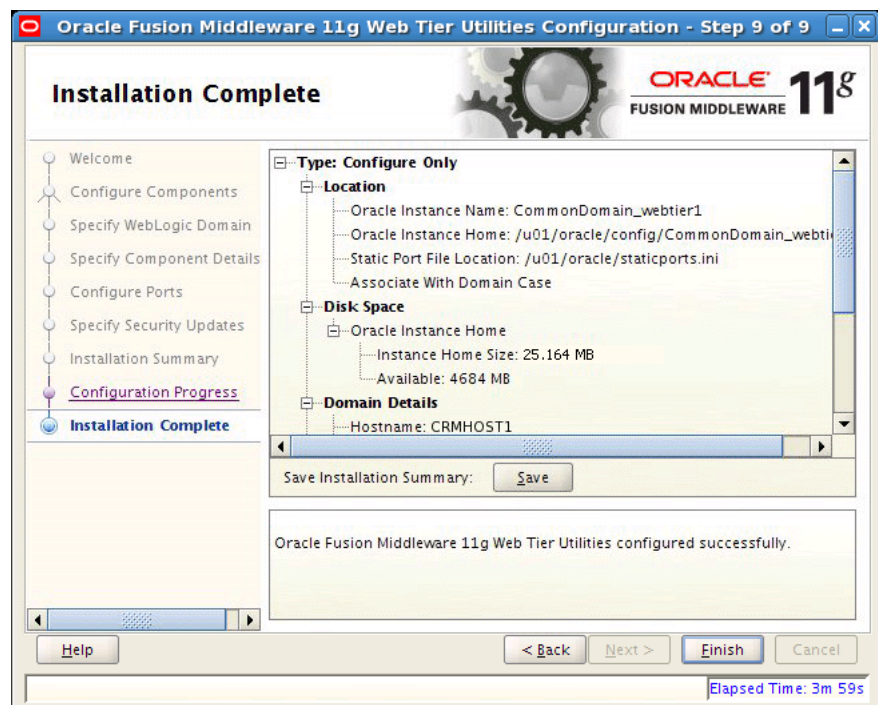 Oracle Fusion Middleware 11g Web Tier Utilities Configuration - Step 9 of 9
Installation Complete
ORACLE
FUSION MIDDLEWARE
11g
Welcome
Configure Components
Specify WebLogic Domain
Specify Component Details
Configure Ports
Specify Security Updates
Installation Summary
Configuration Progress
Installation Complete
Type: Configure Only
Location
Oracle Instance Name: CommonDomain_webtier1
Oracle Instance Home: /u01/oracle/config/CommonDomain_webti
Static Port File Location: /u01/oracle/staticports.ini
Associate With Domain Case
Disk Space
Oracle Instance Home
Instance Home Size: 25.164 MB
Available: 4684 MB
Domain Details
Hostname: CRMHOST1
Save Installation Summary: Save
Oracle Fusion Middleware 11g Web Tier Utilities configured successfully.
Help < Back Next > Finish Cancel
Elapsed Time: 3m 59s